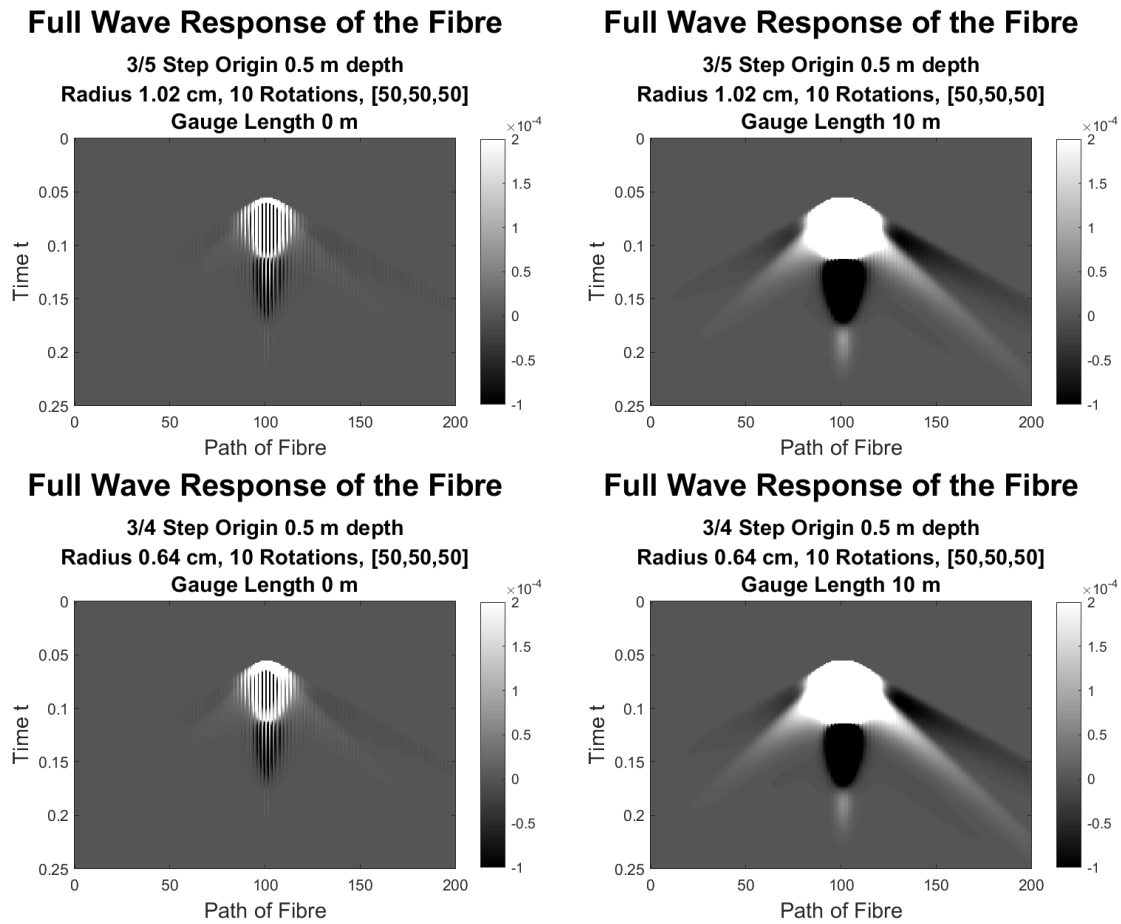 Full Wave Response of the Fibre
3/5 Step Origin 0.5 m depth
Radius 1.02 cm, 10 Rotations, [50,50,50]
Gauge Length 0 m
×10⁻⁴
0
0.05
0.1
0.15
0.2
0.25
Time t
0 50 100 150 200
Path of Fibre
2
1.5
1
0.5
0
-0.5
-1
Full Wave Response of the Fibre
3/5 Step Origin 0.5 m depth
Radius 1.02 cm, 10 Rotations, [50,50,50]
Gauge Length 10 m
×10⁻⁴
0
0.05
0.1
0.15
0.2
0.25
Time t
0 50 100 150 200
Path of Fibre
2
1.5
1
0.5
0
-0.5
-1
Full Wave Response of the Fibre
3/4 Step Origin 0.5 m depth
Radius 0.64 cm, 10 Rotations, [50,50,50]
Gauge Length 0 m
×10⁻⁴
0
0.05
0.1
0.15
0.2
0.25
Time t
0 50 100 150 200
Path of Fibre
2
1.5
1
0.5
0
-0.5
-1
Full Wave Response of the Fibre
3/4 Step Origin 0.5 m depth
Radius 0.64 cm, 10 Rotations, [50,50,50]
Gauge Length 10 m
×10⁻⁴
0
0.05
0.1
0.15
0.2
0.25
Time t
0 50 100 150 200
Path of Fibre
2
1.5
1
0.5
0
-0.5
-1